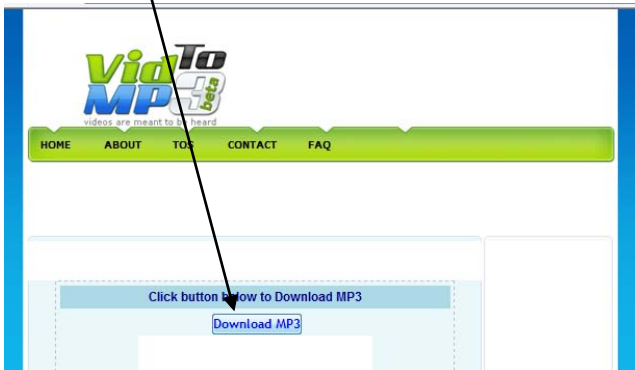 Vid To
MP3 beta
videos are meant to be heard
HOME ABOUT TOS CONTACT FAQ
Click button below to Download MP3
Download MP3